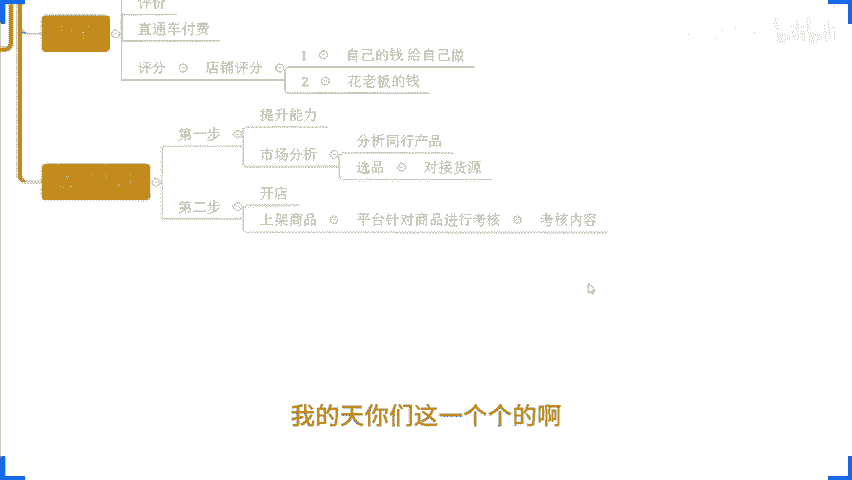 评价
直通车付费
评分 店铺评分
1 自己的钱 给自己做
2 花老板的钱
第一步
提升能力
市场分析
分析同行产品
选品 对接货源
第二步
开店
上架商品 平台针对商品进行考核 考核内容
我的天你们这一个个的啊